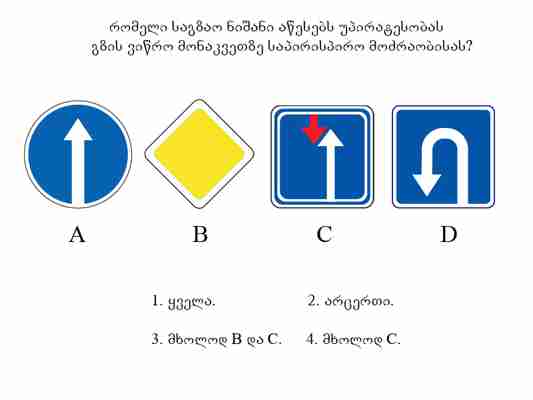 რომელი საგზაო ნიშანი აწესებს უპირატესობას
გზის ვიწრო მონაკვეთზე საპირისპირო მოძრაობისას?
A B C D
1. ყველა. 2. არცერთი.
3. მხოლოდ B და C. 4. მხოლოდ C.